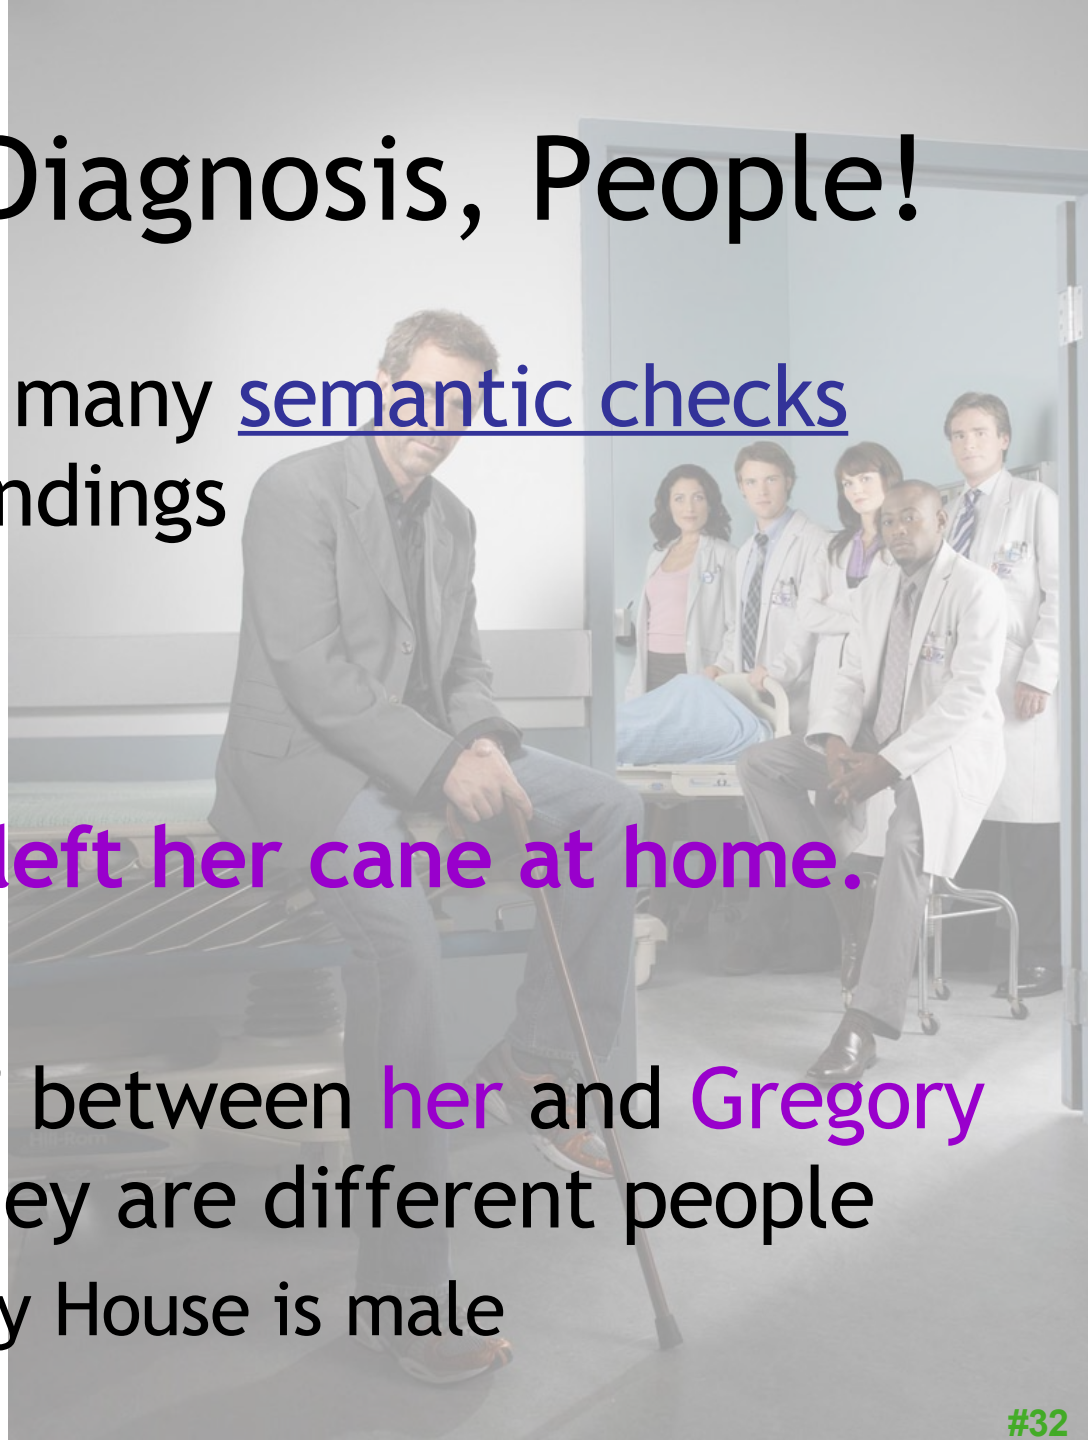 Diagnosis, People!
many semantic checks
ndings
left her cane at home.
between her and Gregory
ey are different people
y House is male
#32